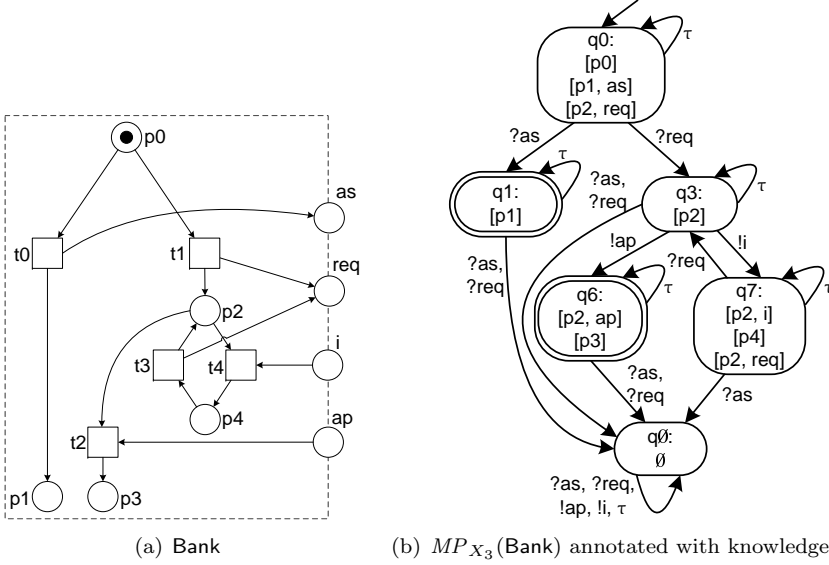 p0
as
t0
t1
req
p2
i
t3
t4
p4
ap
t2
p1
p3
(a) Bank
q0:
[p0]
[p1, as]
[p2, req]
τ
?as
?req
q1:
[p1]
τ
?as,
?req
q3:
[p2]
τ
!ap
!i
?as,
?req
?req
q6:
[p2, ap]
[p3]
τ
q7:
[p2, i]
[p4]
[p2, req]
τ
?as,
?req
?as
q∅:
∅
?as, ?req,
!ap, !i, τ
(b) MP_X3(Bank) annotated with knowledge